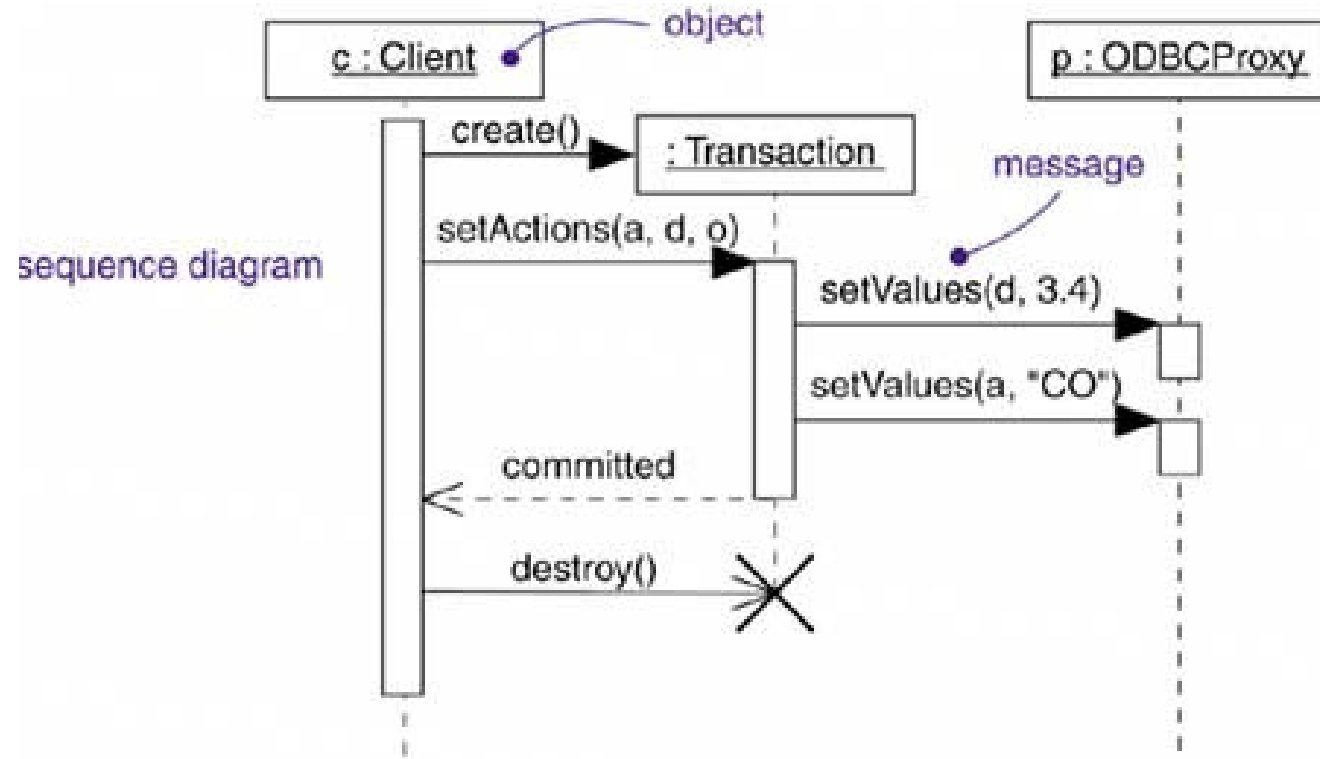 object
c : Client
p : ODBCProxy
create()
: Transaction
message
setActions(a, d, o)
sequence diagram
setValues(d, 3.4)
setValues(a, "CO")
committed
destroy()